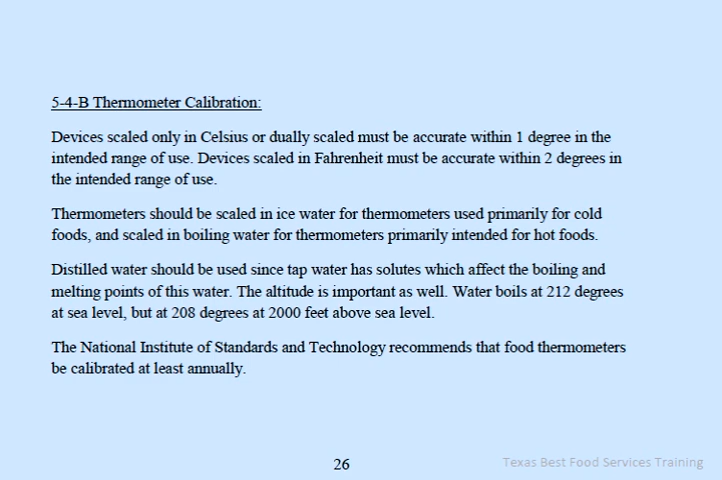 5-4-B Thermometer Calibration:
Devices scaled only in Celsius or dually scaled must be accurate within 1 degree in the
intended range of use. Devices scaled in Fahrenheit must be accurate within 2 degrees in
the intended range of use.
Thermometers should be scaled in ice water for thermometers used primarily for cold
foods, and scaled in boiling water for thermometers primarily intended for hot foods.
Distilled water should be used since tap water has solutes which affect the boiling and
melting points of this water. The altitude is important as well. Water boils at 212 degrees
at sea level, but at 208 degrees at 2000 feet above sea level.
The National Institute of Standards and Technology recommends that food thermometers
be calibrated at least annually.
26
Texas Best Food Services Training